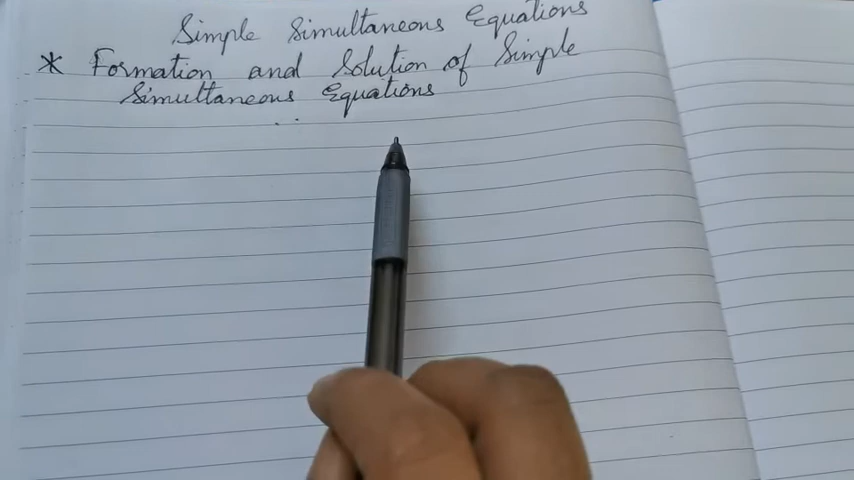 Simple Simultaneous Equations
* Formation and Solution of Simple
Simultaneous Equations